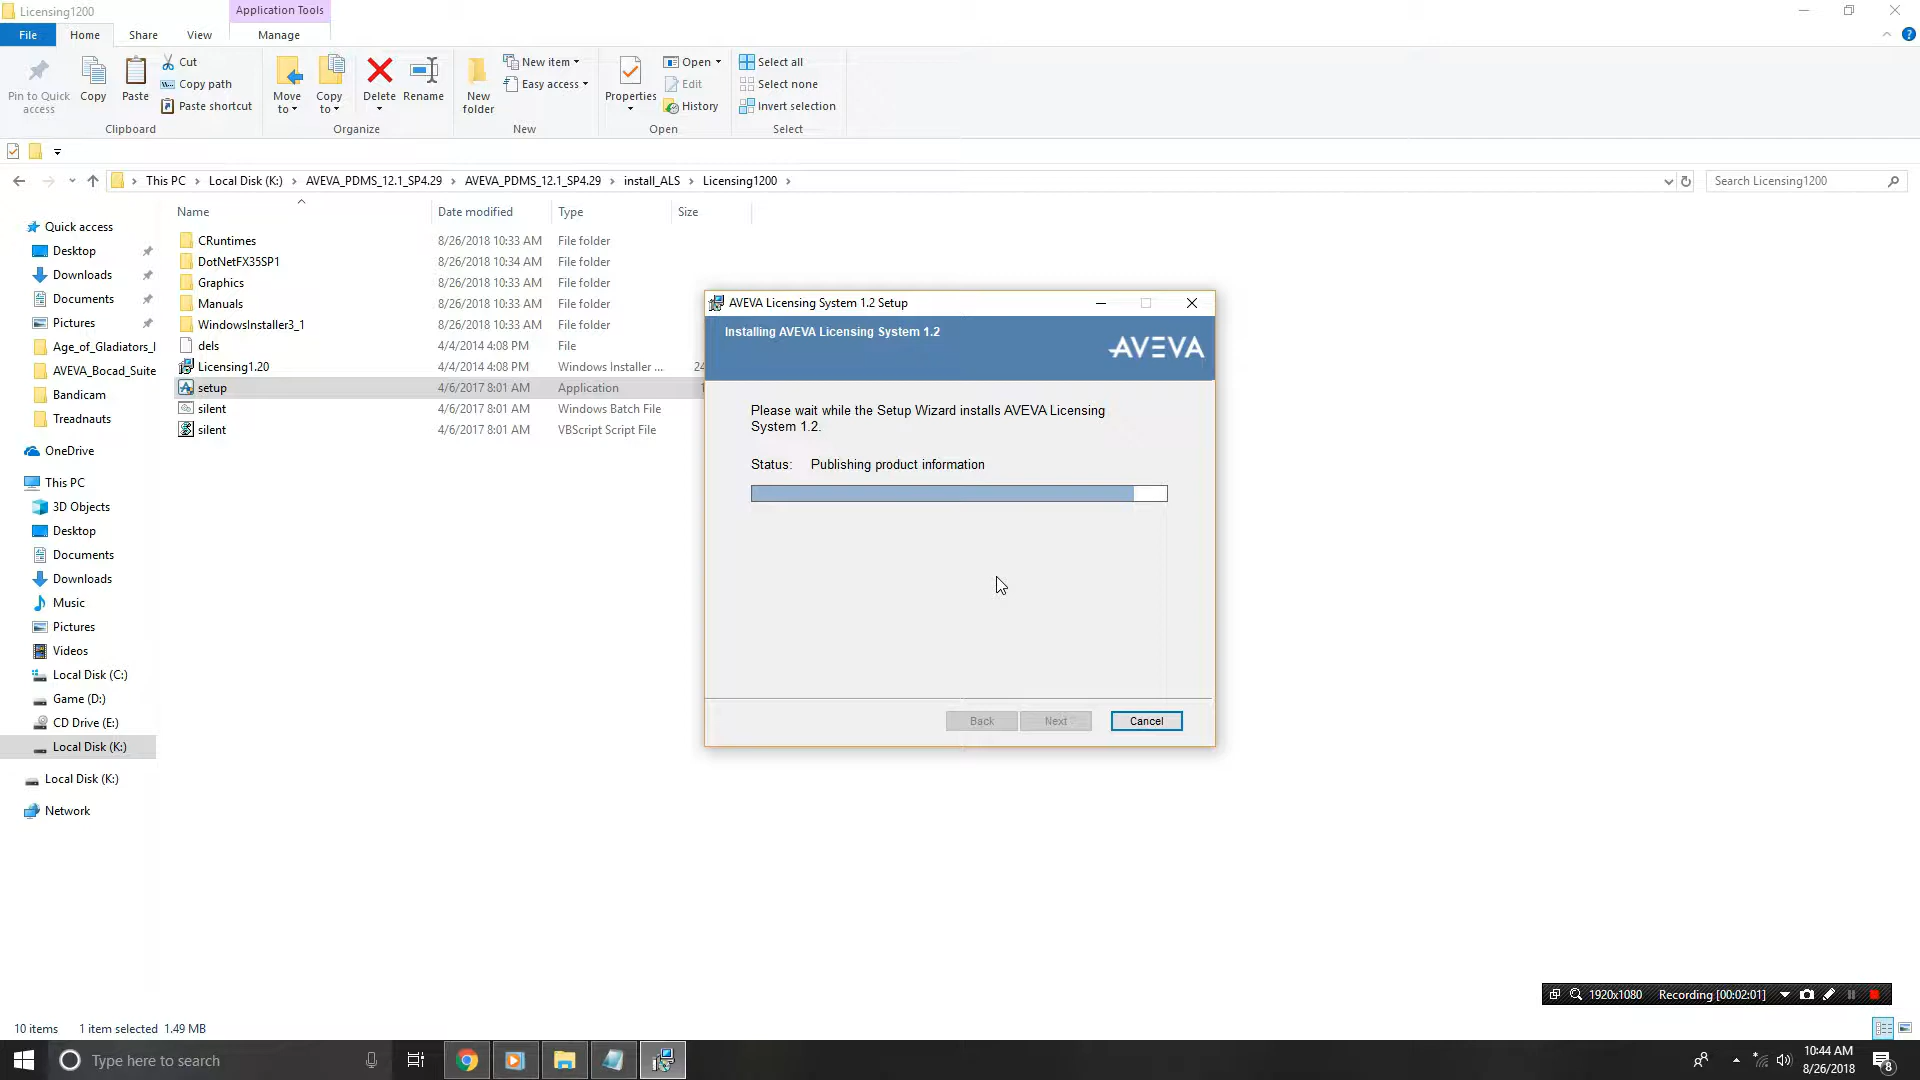 Licensing1200
Application Tools
File
Home
Share
View
Manage
Pin to Quick access
Copy
Paste
Cut
Copy path
Paste shortcut
Clipboard
Move to
Copy to
Delete
Rename
Organize
New folder
New item
Easy access
New
Properties
Open
Edit
History
Open
Select all
Select none
Invert selection
Select
This PC
Local Disk (K:)
AVEVA_PDMS_12.1_SP4.29
AVEVA_PDMS_12.1_SP4.29
install_ALS
Licensing1200
Search Licensing1200
Name
Date modified
Type
Size
CRuntimes 8/26/2018 10:33 AM File folder
DotNetFX35SP1 8/26/2018 10:34 AM File folder
Graphics 8/26/2018 10:33 AM File folder
Manuals 8/26/2018 10:33 AM File folder
WindowsInstaller3_1 8/26/2018 10:33 AM File folder
dels 4/4/2014 4:08 PM File
Licensing1.20 4/4/2014 4:08 PM Windows Installer ... 24
setup 4/6/2017 8:01 AM Application
silent 4/6/2017 8:01 AM Windows Batch File
silent 4/6/2017 8:01 AM VBScript Script File
Quick access
Desktop
Downloads
Documents
Pictures
Age_of_Gladiators_I
AVEVA_Bocad_Suite
Bandicam
Treadnauts
OneDrive
This PC
3D Objects
Desktop
Documents
Downloads
Music
Pictures
Videos
Local Disk (C:)
Game (D:)
CD Drive (E:)
Local Disk (K:)
Local Disk (K:)
Network
AVEVA Licensing System 1.2 Setup
Installing AVEVA Licensing System 1.2
AVEVA
Please wait while the Setup Wizard installs AVEVA Licensing
System 1.2.
Status: Publishing product information
Back
Next
Cancel
1920x1080 Recording [00:02:01]
10 items 1 item selected 1.49 MB
Type here to search
10:44 AM
8/26/2018
8